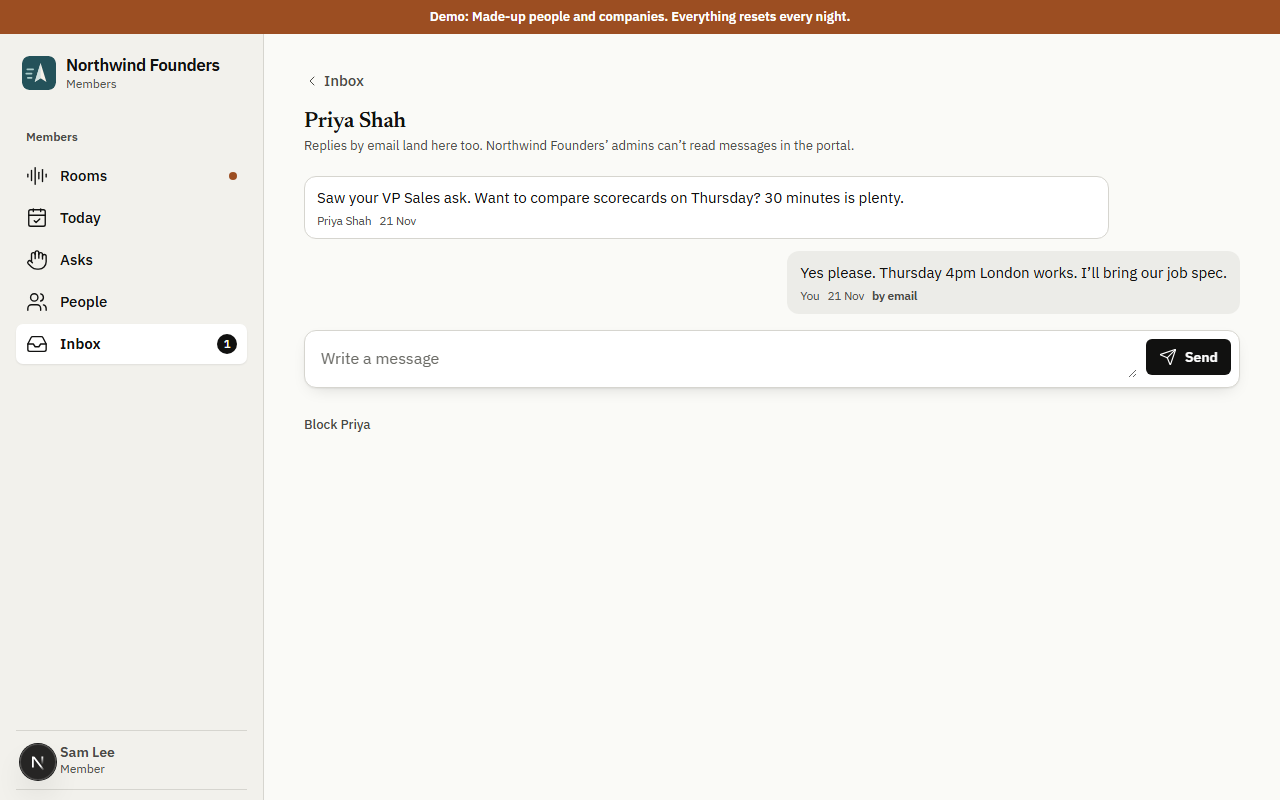 Demo: Made-up people and companies. Everything resets every night.
Northwind Founders
Members
Members
Rooms
Today
Asks
People
Inbox
1
Sam Lee
Member
N
Inbox
Priya Shah
Replies by email land here too. Northwind Founders’ admins can’t read messages in the portal.
Saw your VP Sales ask. Want to compare scorecards on Thursday? 30 minutes is plenty.
Priya Shah 21 Nov
Yes please. Thursday 4pm London works. I’ll bring our job spec.
You 21 Nov by email
Write a message
Send
Block Priya